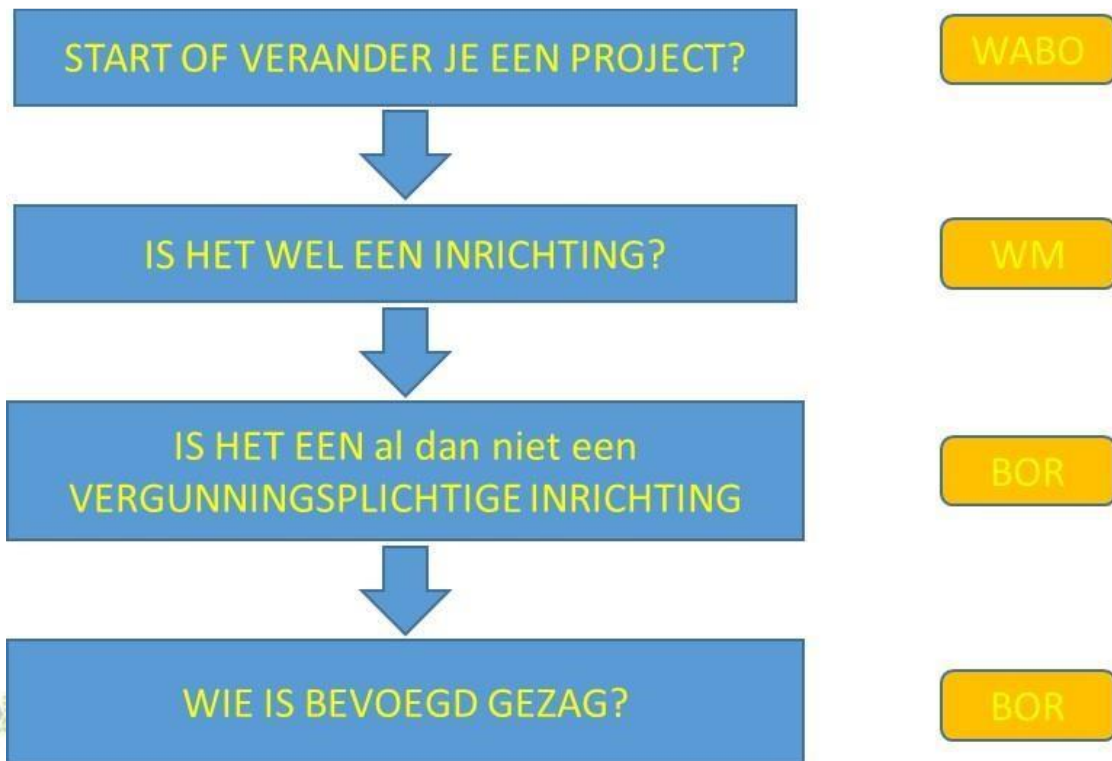 START OF VERANDER JE EEN PROJECT?
WABO
IS HET WEL EEN INRICHTING?
WM
IS HET EEN al dan niet een
VERGUNNINGSPLICHTIGE INRICHTING
BOR
WIE IS BEVOEGD GEZAG?
BOR